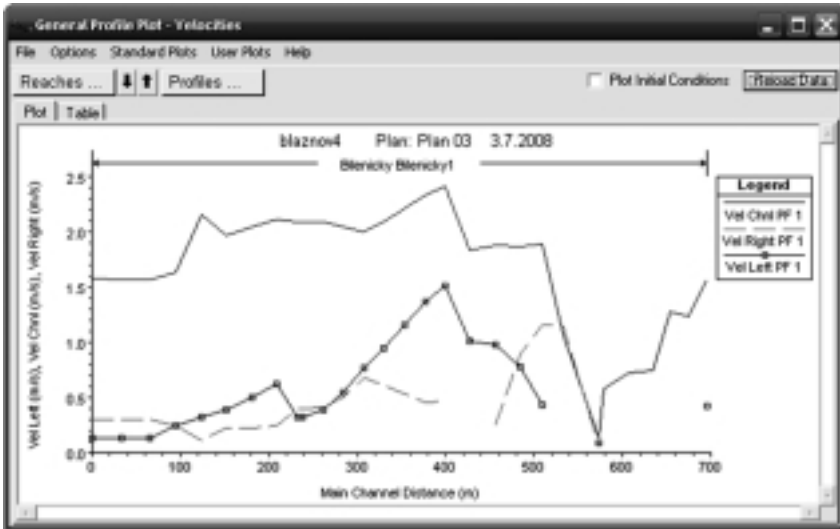 General Profile Plot - Velocities
File Options Standard Plots User Plots Help
Reaches ... Profiles ... Plot Initial Conditions Reload Data
Plot Table
blaznov4 Plan: Plan 03 3.7.2008
Bilenicky Bilenicky1
Legend
Vel Chnl PF 1
Vel Right PF 1
Vel Left PF 1
Vel Left (m/s), Vel Chnl (m/s), Vel Right (m/s)
2.5
2.0
1.5
1.0
0.5
0.0
0 100 200 300 400 500 600 700
Main Channel Distance (m)